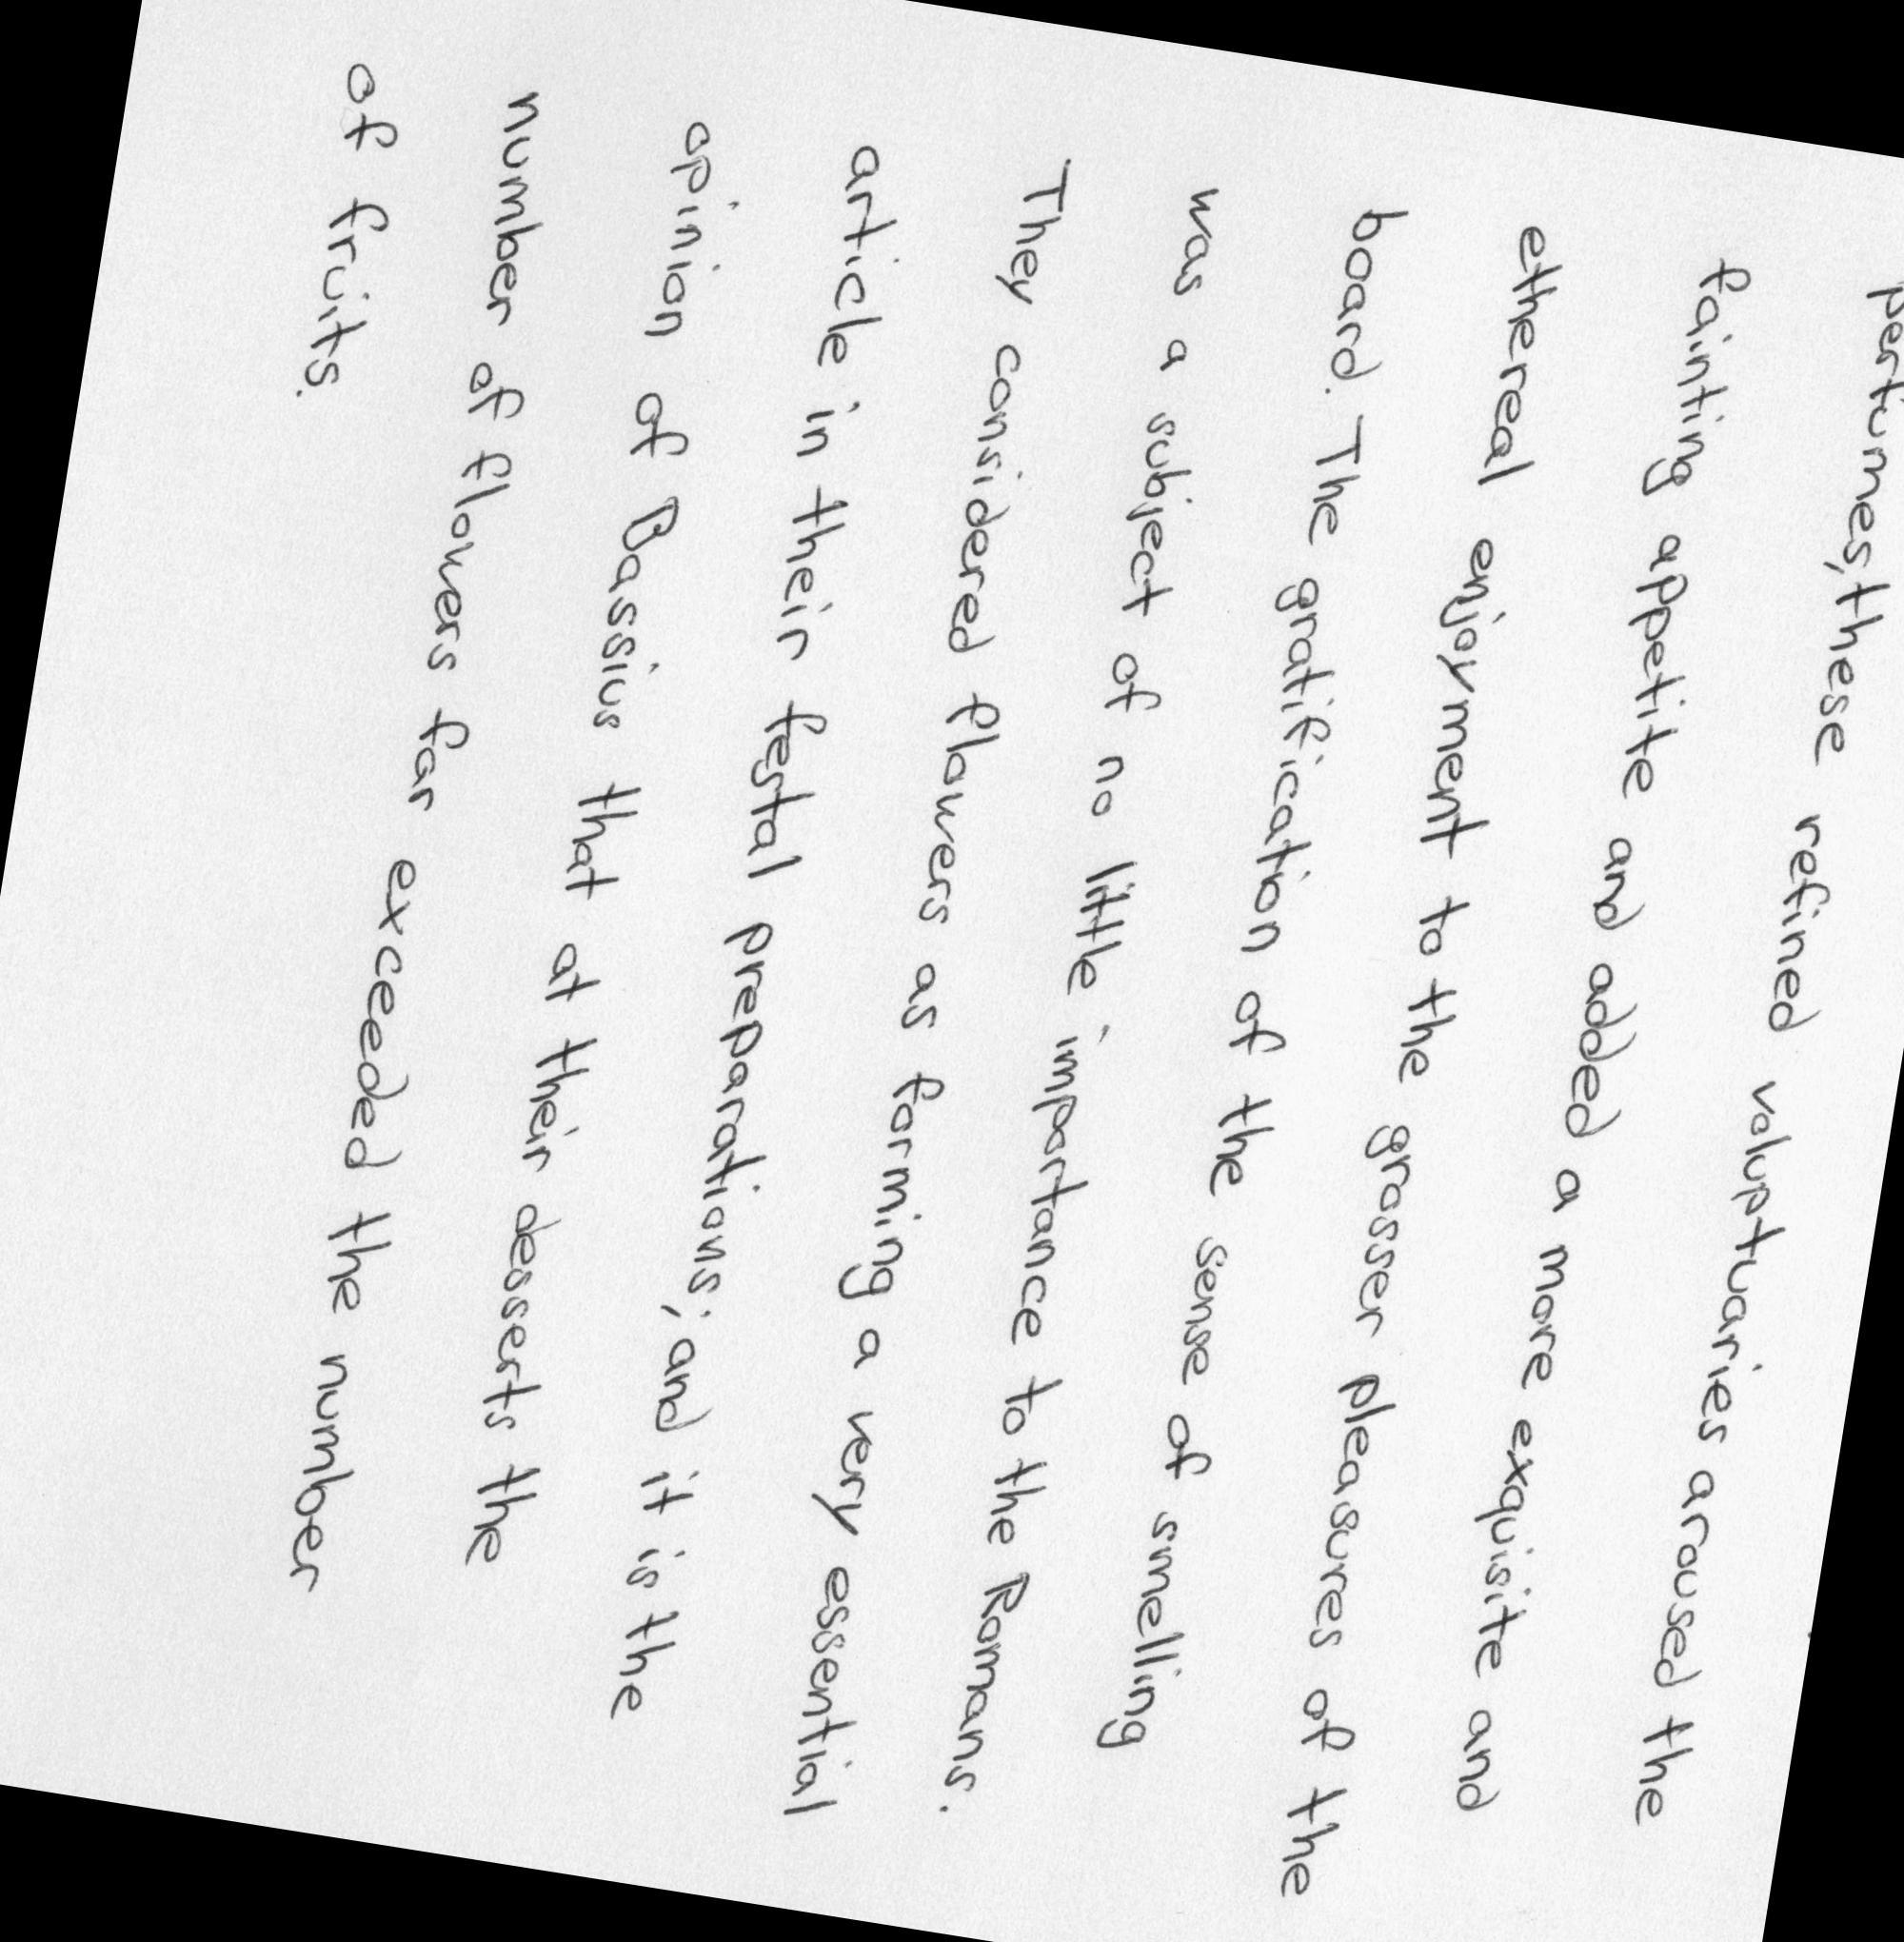 perfumes, these refined voluptuaries aroused the
fainting appetite and added a more exquisite and
ethereal enjoyment to the grosser pleasures of the
board. The gratification of the sense of smelling
was a subject of no little importance to the Romans.
They considered flowers as forming a very essential
article in their festal preparations; and it is the
opinion of Bassius that at their desserts the
number of flowers far exceeded the number
of fruits.